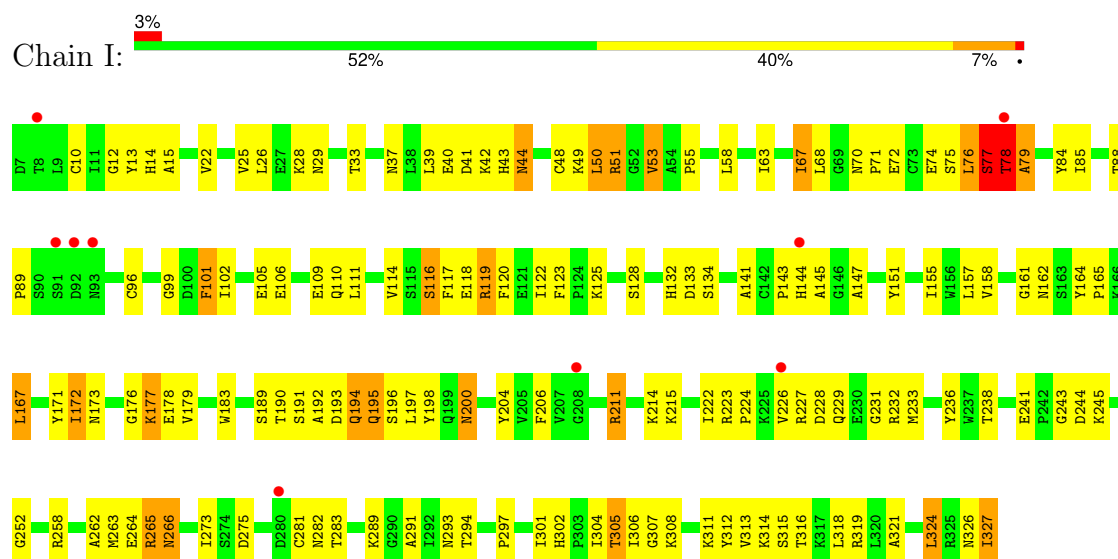 3%
Chain I:
52% 40% 7% •
D7 T8 L9 C10 I11 G12 Y13 H14 A15 V22 V25 L26 E27 K28 N29 T33 N37 L38 L39 E40 D41 K42 H43 N44 C48 K49 L50 R51 G52 V53 A54 P55 L58 I63 I67 L68 G69 N70 P71 E72 C73 E74 S75 L76 S77 T78 A79 Y84 I85 T88
P89 S90 S91 D92 N93 C96 G99 D100 F101 I102 E105 E106 E109 Q110 L111 V114 S115 S116 F117 E118 R119 F120 E121 I122 F123 P124 K125 S128 H132 D133 S134 A141 C142 P143 H144 A145 G146 A147 Y151 I155 W156 L157 V158 G161 N162 S163 Y164 P165 K166
L167 Y171 I172 N173 G176 K177 E178 V179 W183 S189 T190 S191 A192 D193 Q194 Q195 S196 L197 Y198 Q199 N200 Y204 V205 F206 V207 G208 R211 K214 K215 I222 R223 P224 K225 V226 R227 D228 Q229 E230 G231 R232 M233 Y236 W237 T238 E241 P242 G243 D244 K245
G252 R258 A262 M263 E264 R265 N266 I273 S274 D275 D280 C281 N282 T283 K289 G290 A291 I292 N293 T294 P297 I301 H302 P303 I304 T305 I306 G307 K308 K311 Y312 V313 K314 S315 T316 K317 L318 R319 L320 A321 L324 R325 N326 I327